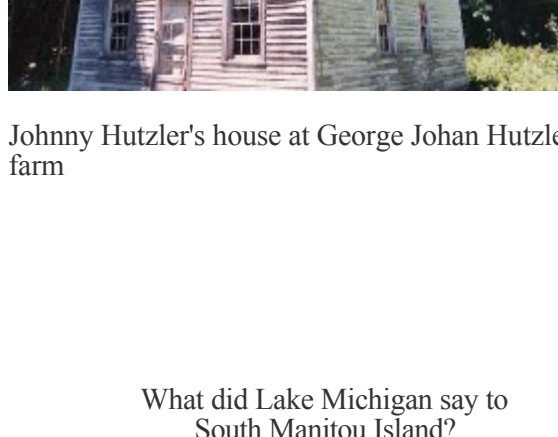 Johnny Hutzler's house at George Johan Hutzle
farm
What did Lake Michigan say to
South Manitou Island?